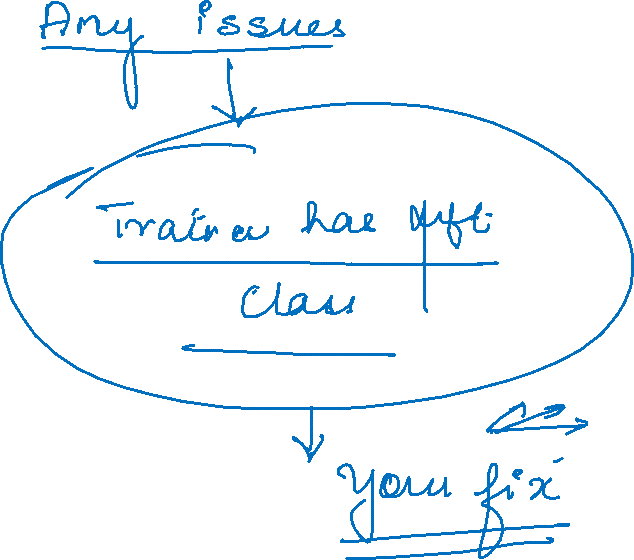 Any issues
Trainer has left
Class
You fix